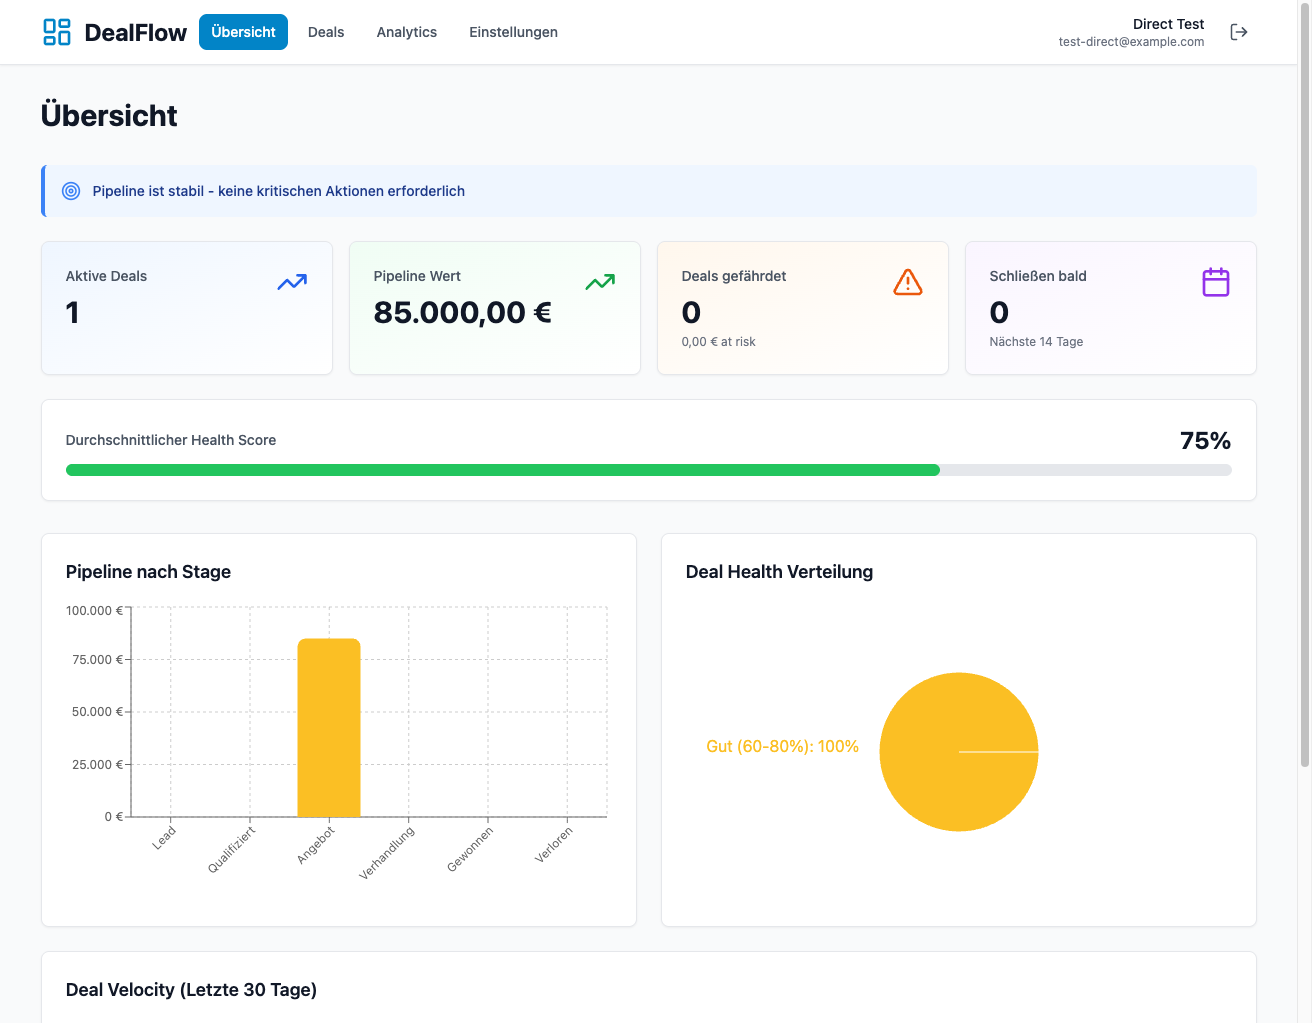 DealFlow
Übersicht
Deals
Analytics
Einstellungen
Direct Test
test-direct@example.com
Übersicht
Pipeline ist stabil - keine kritischen Aktionen erforderlich
Aktive Deals
1
Pipeline Wert
85.000,00 €
Deals gefährdet
0
0,00 € at risk
Schließen bald
0
Nächste 14 Tage
Durchschnittlicher Health Score
75%
Pipeline nach Stage
100.000 €
75.000 €
50.000 €
25.000 €
0 €
Lead
Qualifiziert
Angebot
Verhandlung
Gewonnen
Verloren
Deal Health Verteilung
Gut (60-80%): 100%
Deal Velocity (Letzte 30 Tage)